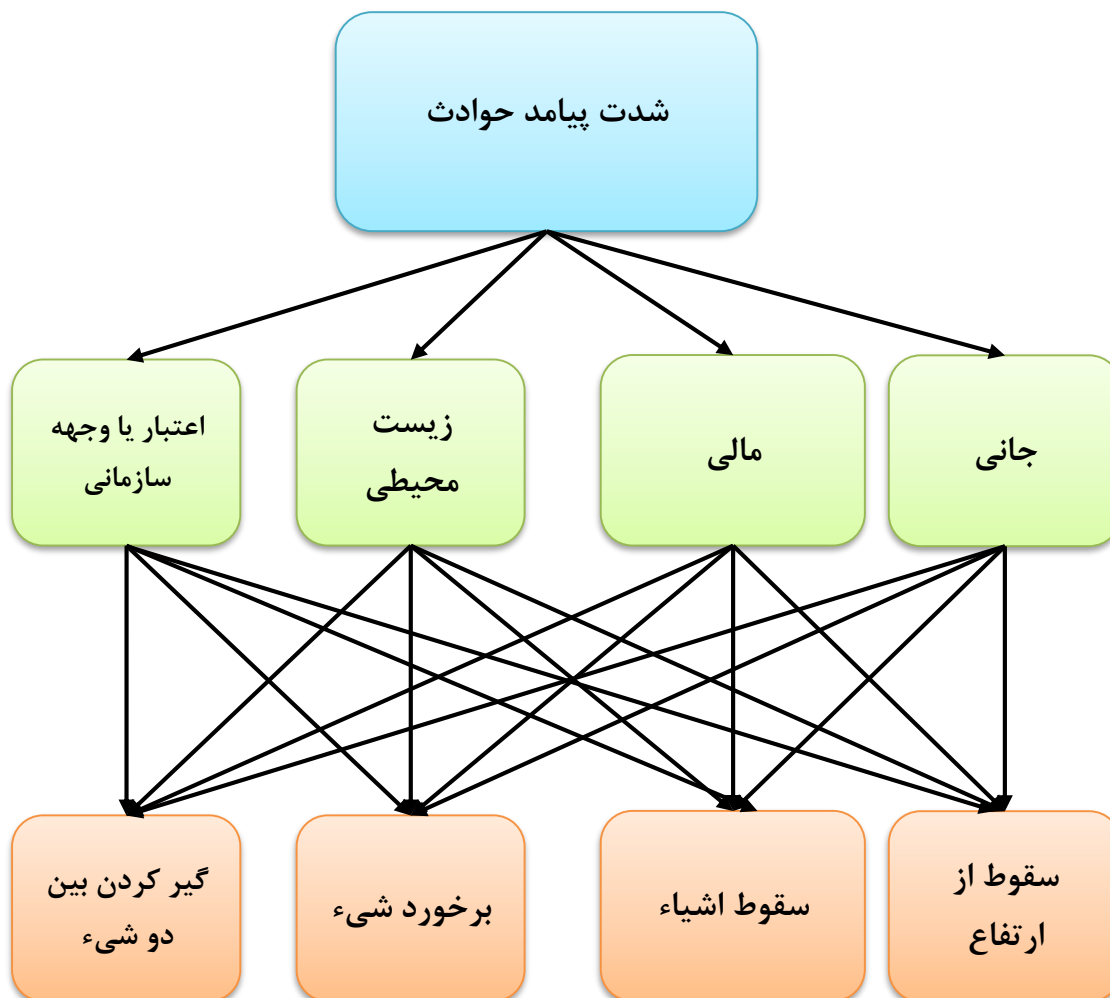 شدت پیامد حوادث
جانی
مالی
زیست
محیطی
اعتبار یا وجهه
سازمانی
سقوط از
ارتفاع
سقوط اشیاء
برخورد شیء
گیر کردن بین
دو شیء